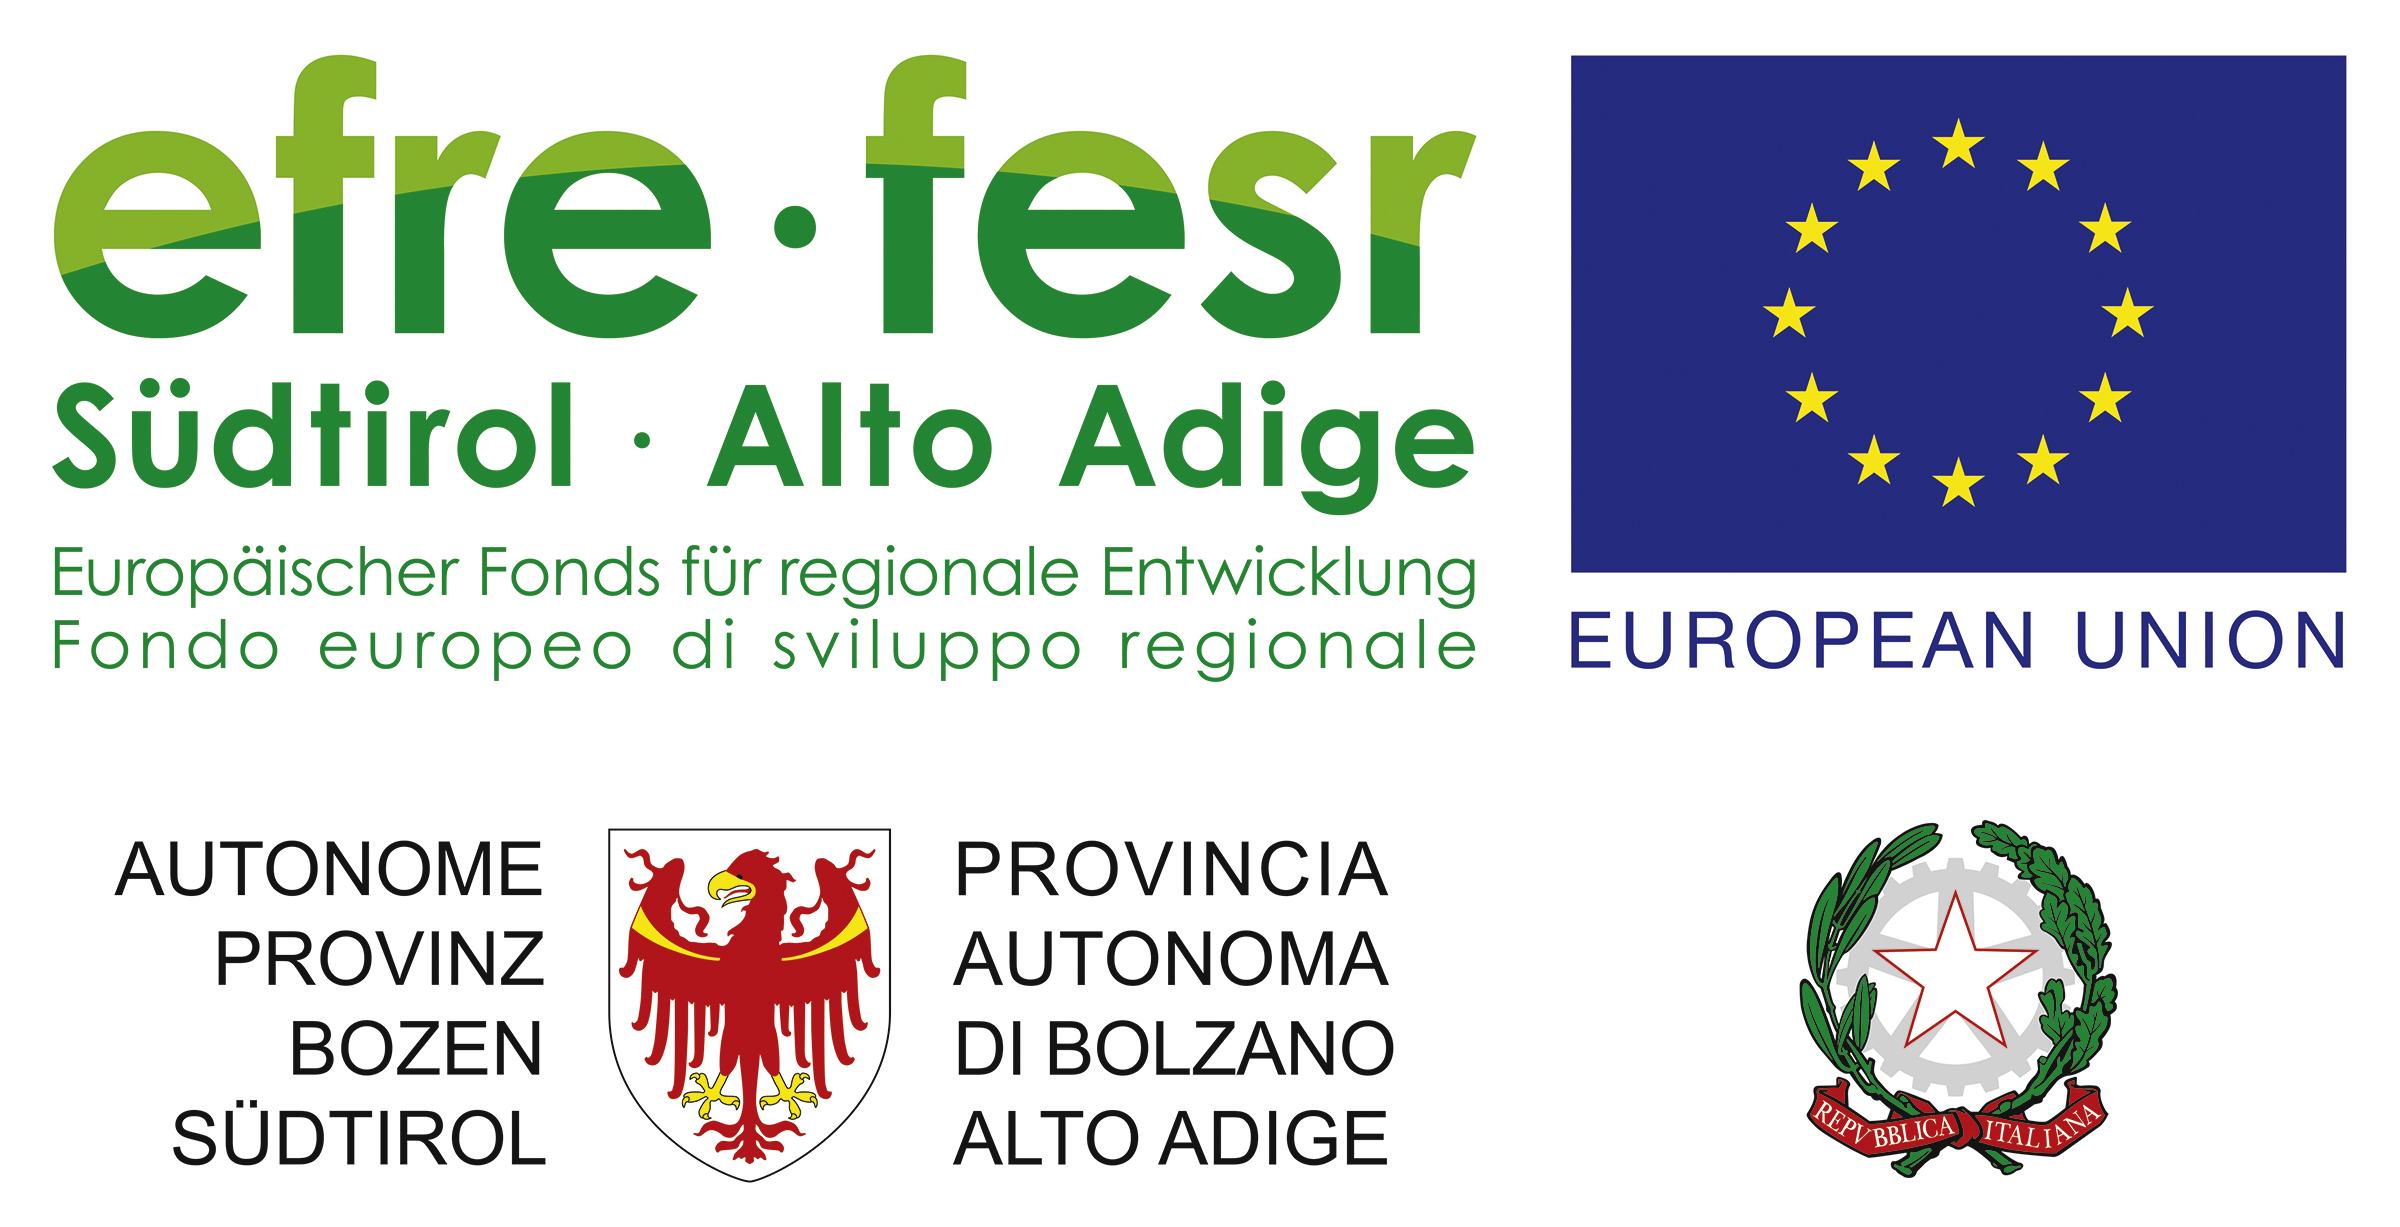 efre·fesr
Südtirol · Alto Adige
Europäischer Fonds für regionale Entwicklung
Fondo europeo di sviluppo regionale
EUROPEAN UNION
AUTONOME
PROVINZ
BOZEN
SÜDTIROL
PROVINCIA
AUTONOMA
DI BOLZANO
ALTO ADIGE
REPVBBLICA ITALIANA